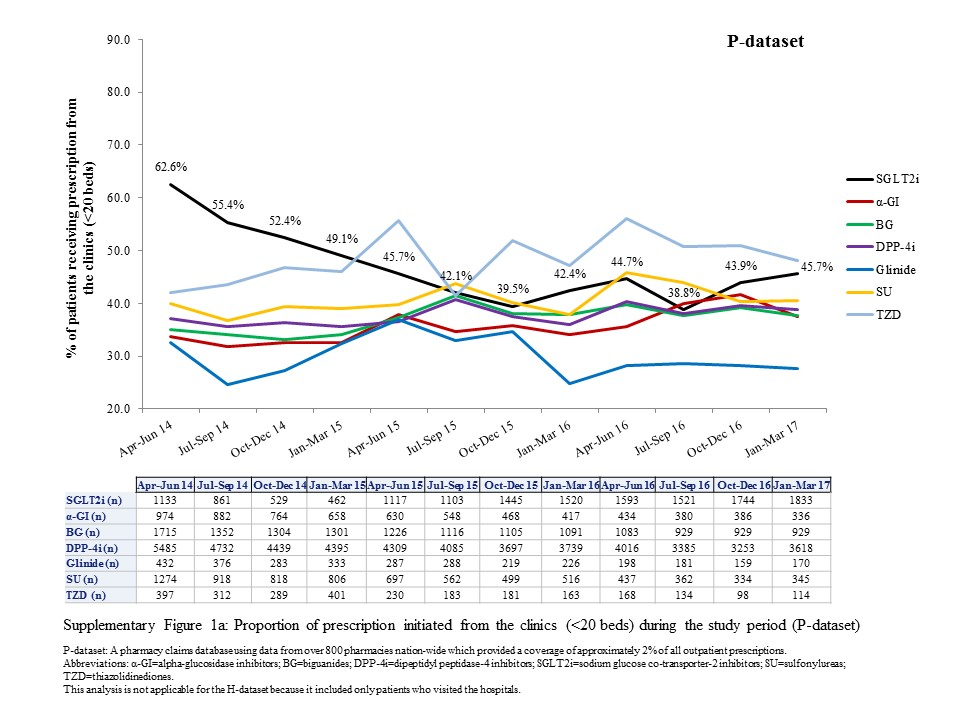 P-dataset
% of patients receiving prescription from
the clinics (<20 beds)
90.0
80.0
70.0
60.0
50.0
40.0
30.0
20.0
62.6%
55.4%
52.4%
49.1%
45.7%
42.1%
39.5%
42.4%
44.7%
38.8%
43.9%
45.7%
SGLT2i
α-GI
BG
DPP-4i
Glinide
SU
TZD
Apr-Jun 14 Jul-Sep 14 Oct-Dec 14 Jan-Mar 15 Apr-Jun 15 Jul-Sep 15 Oct-Dec 15 Jan-Mar 16 Apr-Jun 16 Jul-Sep 16 Oct-Dec 16 Jan-Mar 17
Apr-Jun 14 Jul-Sep 14 Oct-Dec 14 Jan-Mar 15 Apr-Jun 15 Jul-Sep 15 Oct-Dec 15 Jan-Mar 16 Apr-Jun 16 Jul-Sep 16 Oct-Dec 16 Jan-Mar 17
SGLT2i (n) 1133 861 529 462 1117 1103 1445 1520 1593 1521 1744 1833
α-GI (n) 974 882 764 658 630 548 468 417 434 380 386 336
BG (n) 1715 1352 1304 1301 1226 1116 1105 1091 1083 929 929 929
DPP-4i (n) 5485 4732 4439 4395 4309 4085 3697 3739 4016 3385 3253 3618
Glinide (n) 432 376 283 333 287 288 219 226 198 181 159 170
SU (n) 1274 918 818 806 697 562 499 516 437 362 334 345
TZD (n) 397 312 289 401 230 183 181 163 168 134 98 114
Supplementary Figure 1a: Proportion of prescription initiated from the clinics (<20 beds) during the study period (P-dataset)
P-dataset: A pharmacy claims database using data from over 800 pharmacies nation-wide which provided a coverage of approximately 2% of all outpatient prescriptions.
Abbreviations: α-GI=alpha-glucosidase inhibitors; BG=biguanides; DPP-4i=dipeptidyl peptidase-4 inhibitors; SGLT2i=sodium glucose co-transporter-2 inhibitors; SU=sulfonylureas;
TZD=thiazolidinediones.
This analysis is not applicable for the H-dataset because it included only patients who visited the hospitals.